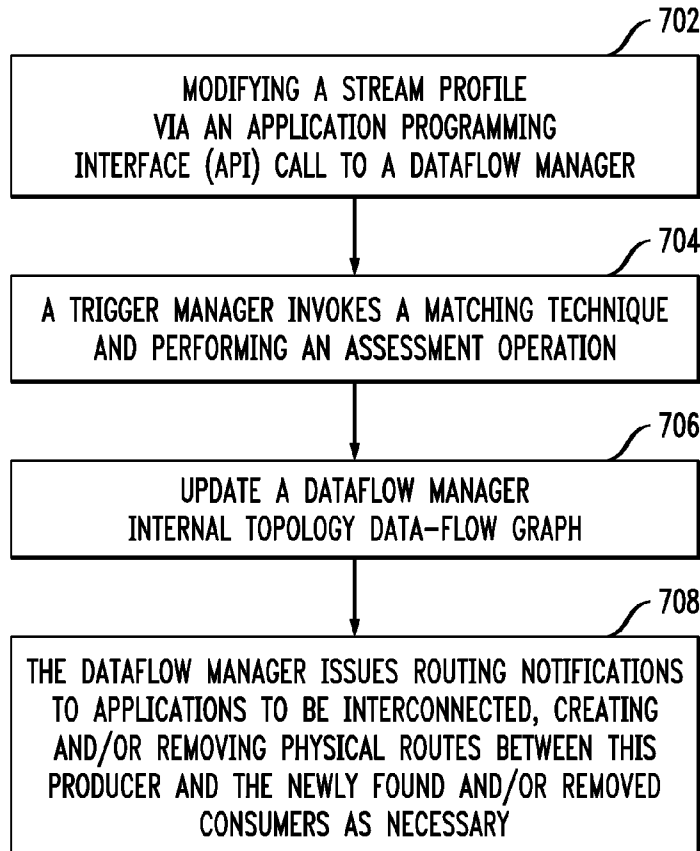 702
MODIFYING A STREAM PROFILE
VIA AN APPLICATION PROGRAMMING
INTERFACE (API) CALL TO A DATAFLOW MANAGER
704
A TRIGGER MANAGER INVOKES A MATCHING TECHNIQUE
AND PERFORMING AN ASSESSMENT OPERATION
706
UPDATE A DATAFLOW MANAGER
INTERNAL TOPOLOGY DATA-FLOW GRAPH
708
THE DATAFLOW MANAGER ISSUES ROUTING NOTIFICATIONS
TO APPLICATIONS TO BE INTERCONNECTED, CREATING
AND/OR REMOVING PHYSICAL ROUTES BETWEEN THIS
PRODUCER AND THE NEWLY FOUND AND/OR REMOVED
CONSUMERS AS NECESSARY